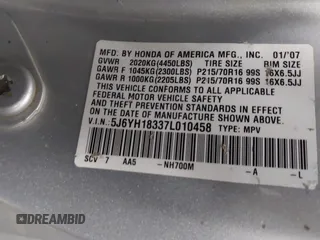 MFD. BY HONDA OF AMERICA MFG., INC. 01/'07
GVWR 2020KG(4450LBS) TIRE SIZE RIM SIZE
GAWR F 1045KG(2300LBS) P215/70R16 99S 16X6.5JJ
GAWR R 1000KG(2205LBS) P215/70R16 99S 16X6.5JJ
THIS VEHICLE CONFORMS TO ALL APPLICABLE
FEDERAL MOTOR VEHICLE SAFETY AND THEFT
PREVENTION STANDARDS IN EFFECT ON THE DATE
OF MANUFACTURE SHOWN ABOVE.
V.I.N.: 5J6YH18337L010458 TYPE: MPV
SCV 7 AA5 -NH700M -A -L
DREAMBID